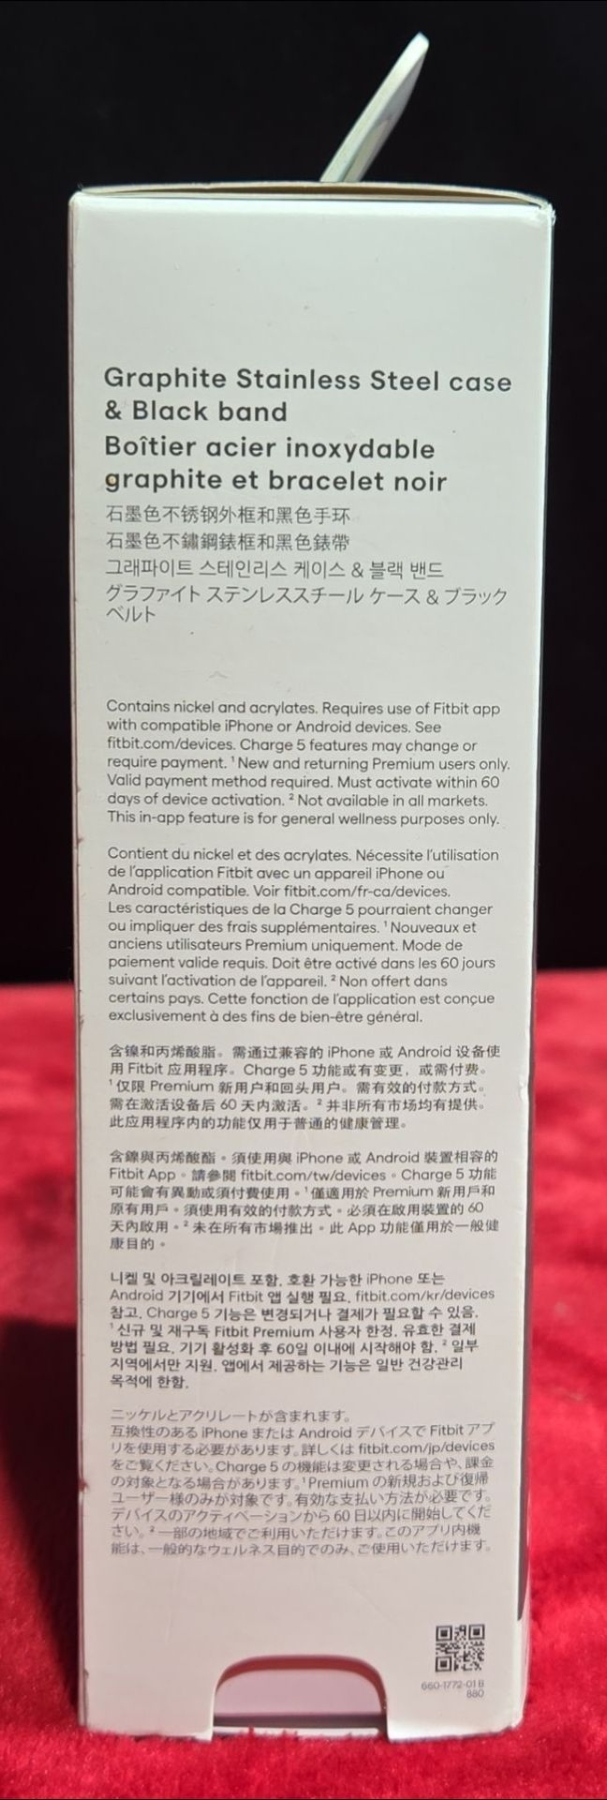 Graphite Stainless Steel case
& Black band
Boîtier acier inoxydable
graphite et bracelet noir
石墨色不锈钢外框和黑色手环
石墨色不鏽鋼錶框和黑色錶帶
그래파이트 스테인리스 케이스 & 블랙 밴드
グラファイト ステンレススチール ケース & ブラック
ベルト
Contains nickel and acrylates. Requires use of Fitbit app
with compatible iPhone or Android devices. See
fitbit.com/devices. Charge 5 features may change or
require payment. ¹ New and returning Premium users only.
Valid payment method required. Must activate within 60
days of device activation. ² Not available in all markets.
This in-app feature is for general wellness purposes only.
Contient du nickel et des acrylates. Nécessite l'utilisation
de l'application Fitbit avec un appareil iPhone ou
Android compatible. Voir fitbit.com/fr-ca/devices.
Les caractéristiques de la Charge 5 pourraient changer
ou impliquer des frais supplémentaires. ¹ Nouveaux et
anciens utilisateurs Premium uniquement. Mode de
paiement valide requis. Doit être activé dans les 60 jours
suivant l'activation de l'appareil. ² Non offert dans
certains pays. Cette fonction de l'application est conçue
exclusivement à des fins de bien-être général.
含镍和丙烯酸脂。需通过兼容的 iPhone 或 Android 设备使
用 Fitbit 应用程序。Charge 5 功能或有变更，或需付费。
¹ 仅限 Premium 新用户和回头用户。需有效的付款方式。
需在激活设备后 60 天内激活。² 并非所有市场均有提供。
此应用程序内的功能仅用于普通的健康管理。
含鎳與丙烯酸酯。須使用與 iPhone 或 Android 裝置相容的
Fitbit App。請參閱 fitbit.com/tw/devices。Charge 5 功能
可能會有異動或須付費使用。¹ 僅適用於 Premium 新用戶和
原有用戶。須使用有效的付款方式。必須在啟用裝置的 60
天內啟用。² 未在所有市場推出。此 App 功能僅用於一般健
康目的。
니켈 및 아크릴레이트 포함. 호환 가능한 iPhone 또는
Android 기기에서 Fitbit 앱 실행 필요. fitbit.com/kr/devices
참고. Charge 5 기능은 변경되거나 결제가 필요할 수 있음.
¹ 신규 및 재구독 Fitbit Premium 사용자 한정. 유효한 결제
방법 필요. 기기 활성화 후 60일 이내에 시작해야 함. ² 일부
지역에서만 지원. 앱에서 제공하는 기능은 일반 건강관리
목적에 한함.
ニッケルとアクリレートが含まれます。
互換性のある iPhone または Android デバイスで Fitbit アプ
リを使用する必要があります。詳しくは fitbit.com/jp/devices
をご覧ください。Charge 5 の機能は変更される場合や、課金
の対象となる場合があります。¹ Premium の新規および復帰
ユーザー様のみが対象です。有効な支払い方法が必要です。
デバイスのアクティベーションから 60 日以内に開始してくだ
さい。² 一部の地域でご利用いただけます。このアプリ内機
能は、一般的なウェルネス目的でのみ、ご使用いただけます。
660-1772-01 B
680